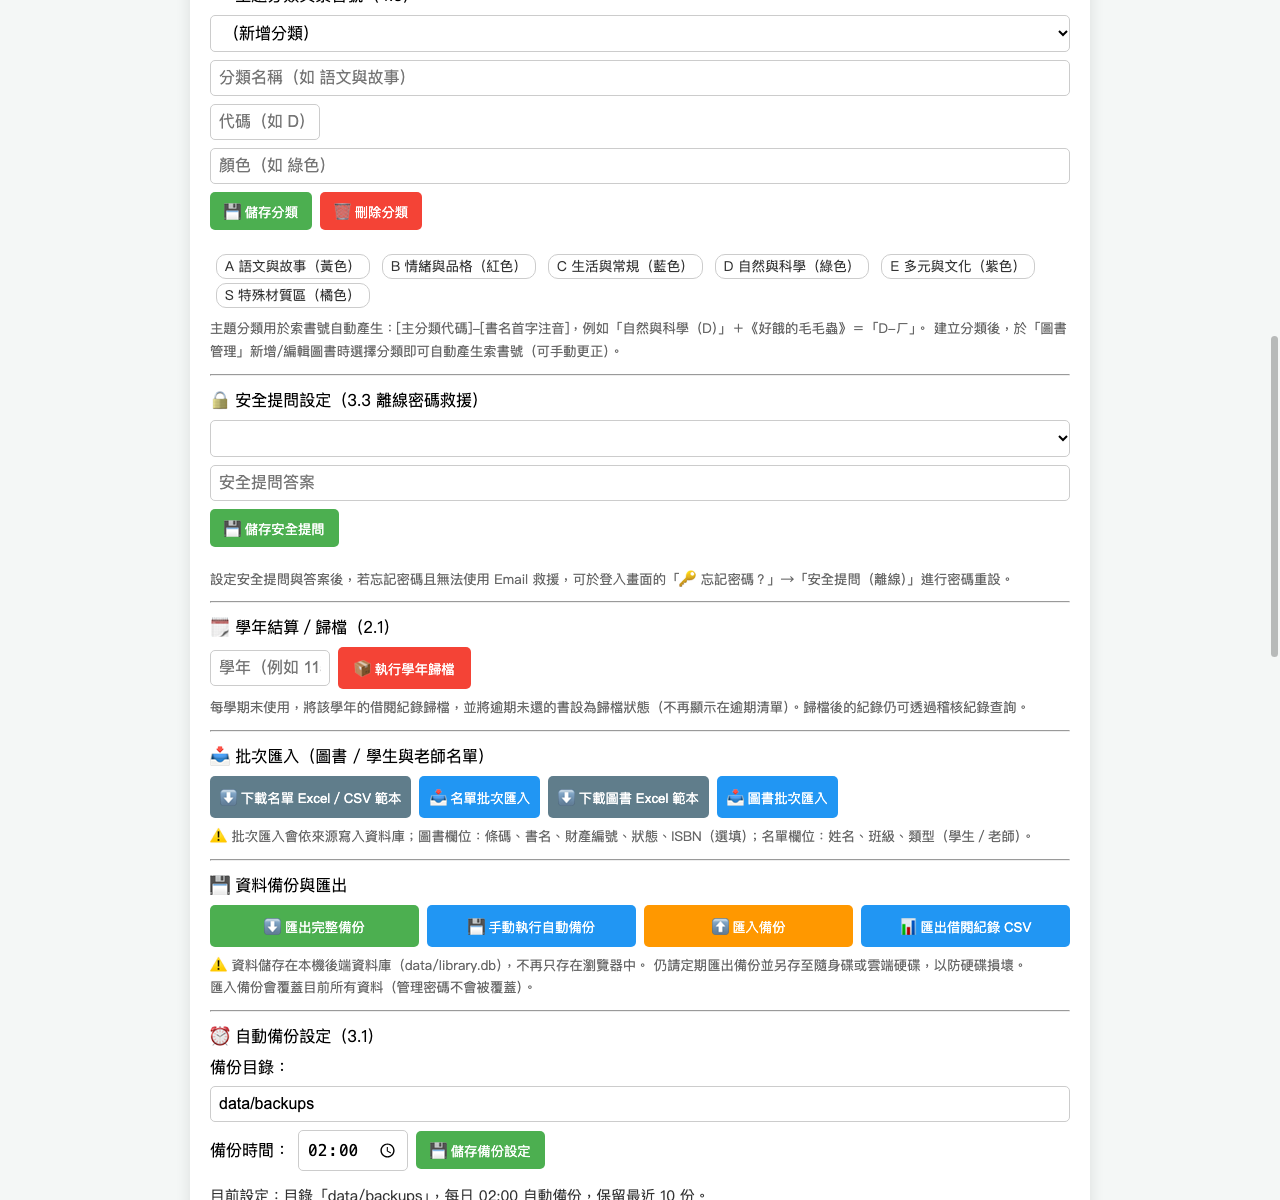 (新增分類)
分類名稱（如 語文與故事）
代碼（如 D）
顏色（如 綠色）
💾 儲存分類 🗑️ 刪除分類
A 語文與故事（黃色） B 情緒與品格（紅色） C 生活與常規（藍色） D 自然與科學（綠色） E 多元與文化（紫色）
S 特殊材質區（橘色）
主題分類用於索書號自動產生：[主分類代碼]-[書名首字注音]，例如「自然與科學（D）」＋《好餓的毛毛蟲》＝「D-ㄏ」。 建立分類後，於「圖書
管理」新增/編輯圖書時選擇分類即可自動產生索書號（可手動更正）。
🔒 安全提問設定（3.3 離線密碼救援）
安全提問答案
💾 儲存安全提問
設定安全提問與答案後，若忘記密碼且無法使用 Email 救援，可於登入畫面的「🔑 忘記密碼？」→「安全提問（離線）」進行密碼重設。
🗓️ 學年結算 / 歸檔（2.1）
學年（例如 11 📦 執行學年歸檔
每學期末使用，將該學年的借閱紀錄歸檔，並將逾期未還的書設為歸檔狀態（不再顯示在逾期清單）。歸檔後的紀錄仍可透過稽核紀錄查詢。
📥 批次匯入（圖書 / 學生與老師名單）
⬇️ 下載名單 Excel / CSV 範本 📥 名單批次匯入 ⬇️ 下載圖書 Excel 範本 📥 圖書批次匯入
⚠️ 批次匯入會依來源寫入資料庫；圖書欄位：條碼、書名、財產編號、狀態、ISBN（選填）；名單欄位：姓名、班級、類型（學生 / 老師）。
💾 資料備份與匯出
⬇️ 匯出完整備份 💾 手動執行自動備份 ⬆️ 匯入備份 📊 匯出借閱紀錄 CSV
⚠️ 資料儲存在本機後端資料庫（data/library.db），不再只存在瀏覽器中。 仍請定期匯出備份並另存至隨身碟或雲端硬碟，以防硬碟損壞。
匯入備份會覆蓋目前所有資料（管理密碼不會被覆蓋）。
⏰ 自動備份設定（3.1）
備份目錄：
data/backups
備份時間： 02:00 💾 儲存備份設定
目前設定：目錄「data/backups」，每日 02:00 自動備份，保留最近 10 份。